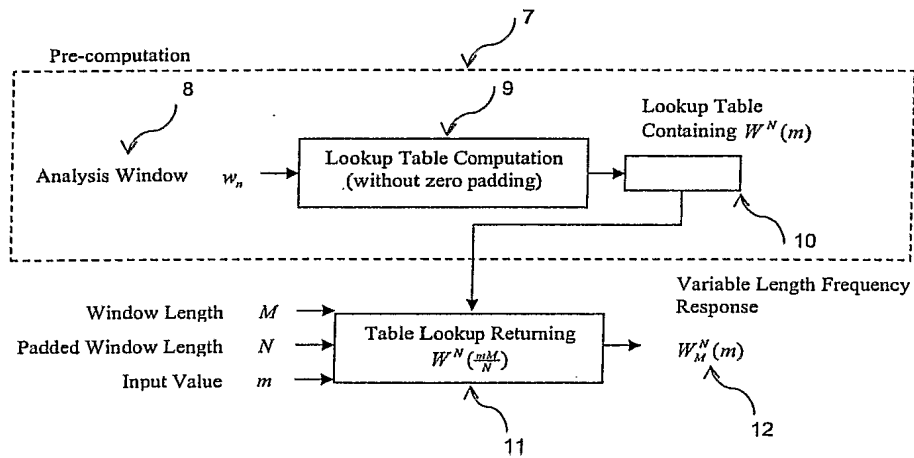 7
Pre-computation
8
9
Lookup Table
Containing W^N(m)
Analysis Window w_n
Lookup Table Computation
(without zero padding)
10
Variable Length Frequency
Response
Window Length M
Padded Window Length N
Input Value m
Table Lookup Returning
W^N(mM/N)
W_M^N(m)
11
12